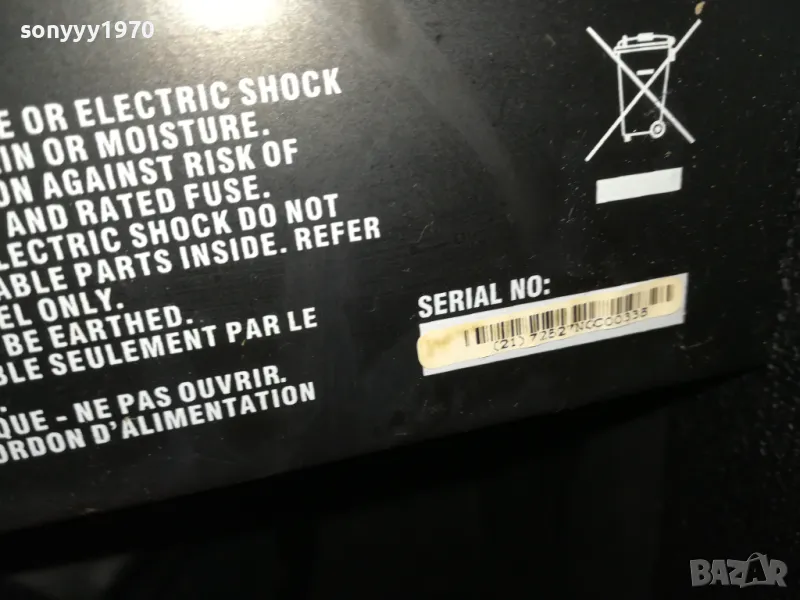 sonyyy1970
E OR ELECTRIC SHOCK
IN OR MOISTURE.
ON AGAINST RISK OF
AND RATED FUSE.
LECTRIC SHOCK DO NOT
ABLE PARTS INSIDE. REFER
EL ONLY.
BE EARTHED.
BLE SEULEMENT PAR LE
QUE - NE PAS OUVRIR.
ORDON D'ALIMENTATION
SERIAL NO:
BAZAR